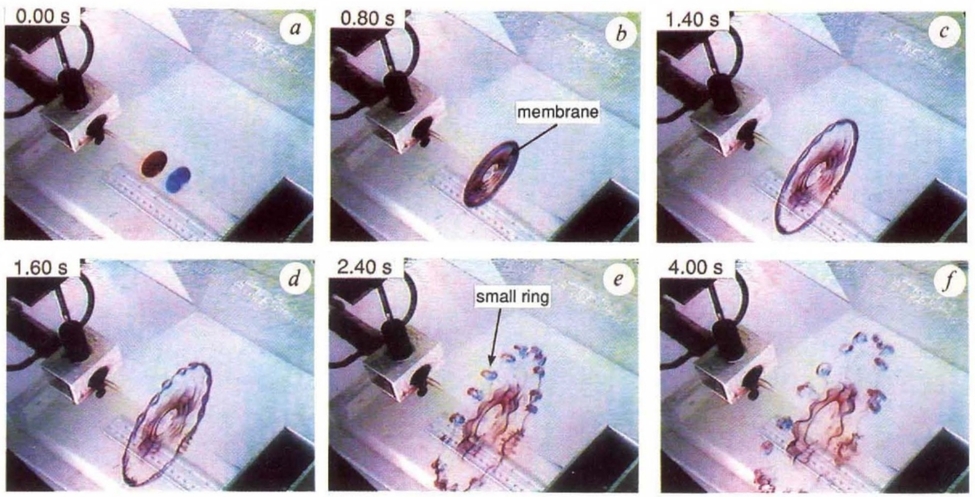 0.00 s
a
0.80 s
b
membrane
1.40 s
c
1.60 s
d
2.40 s
e
small ring
4.00 s
f